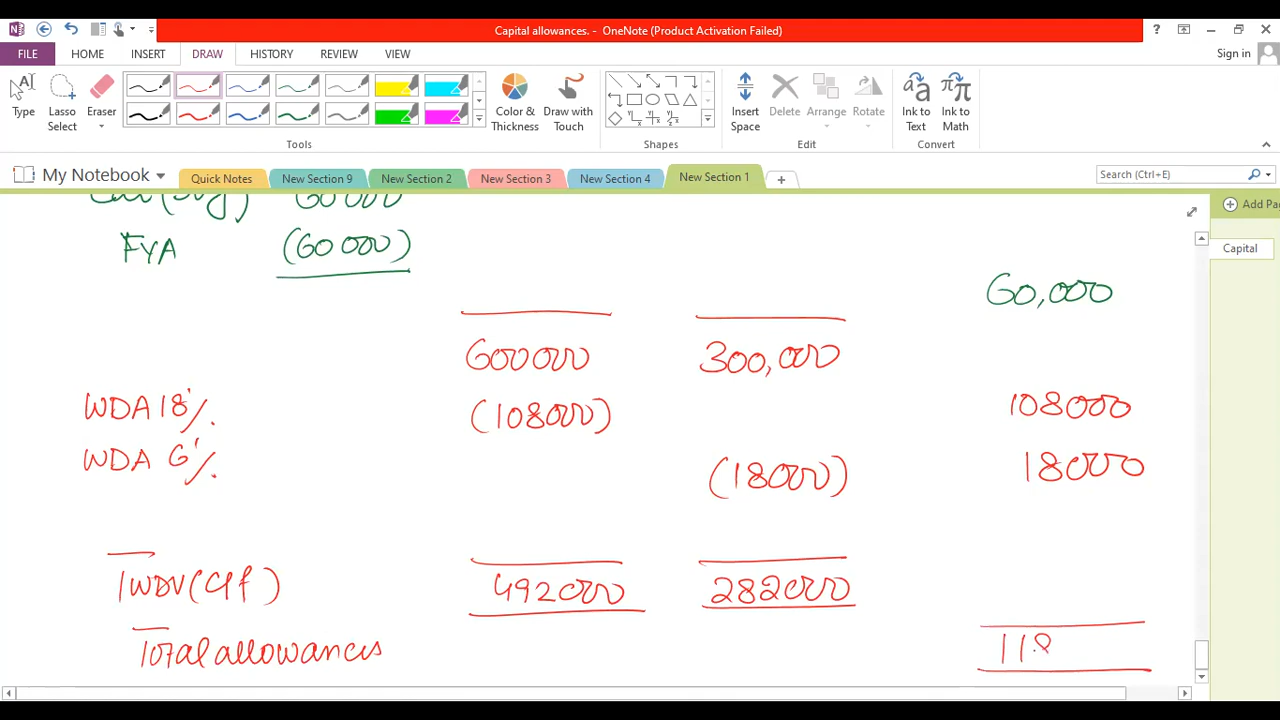 Capital allowances. - OneNote (Product Activation Failed)
FILE HOME INSERT DRAW HISTORY REVIEW VIEW Sign in
Type Lasso Select Eraser Color & Thickness Draw with Touch Insert Space Delete Arrange Rotate Ink to Text Ink to Math
Tools Shapes Edit Convert
My Notebook Quick Notes New Section 9 New Section 2 New Section 3 New Section 4 New Section 1 Search (Ctrl+E)
Add Pa
Capital
60000
FYA (60000)
60,000
600000 300,000
WDA 18%. (108000) 108000
WDA 6%. (18000) 18000
TWDV(c/f) 492000 282000
Total allowances 118